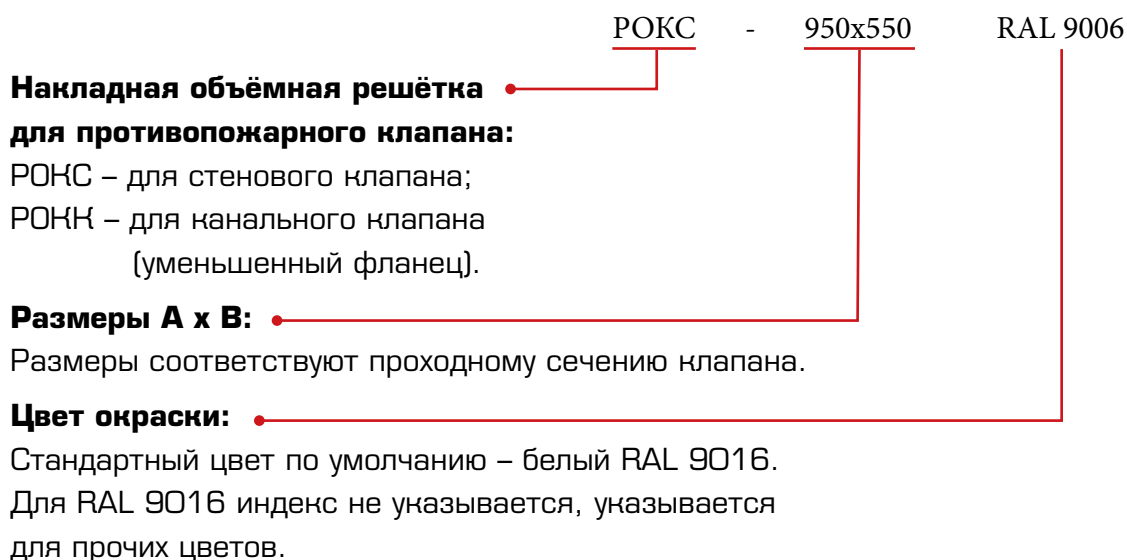 РОКС - 950x550 RAL 9006
Накладная объёмная решётка
для противопожарного клапана:
РОКС – для стенового клапана;
РОКК – для канального клапана
(уменьшенный фланец).
Размеры А х В:
Размеры соответствуют проходному сечению клапана.
Цвет окраски:
Стандартный цвет по умолчанию – белый RAL 9016.
Для RAL 9016 индекс не указывается, указывается
для прочих цветов.